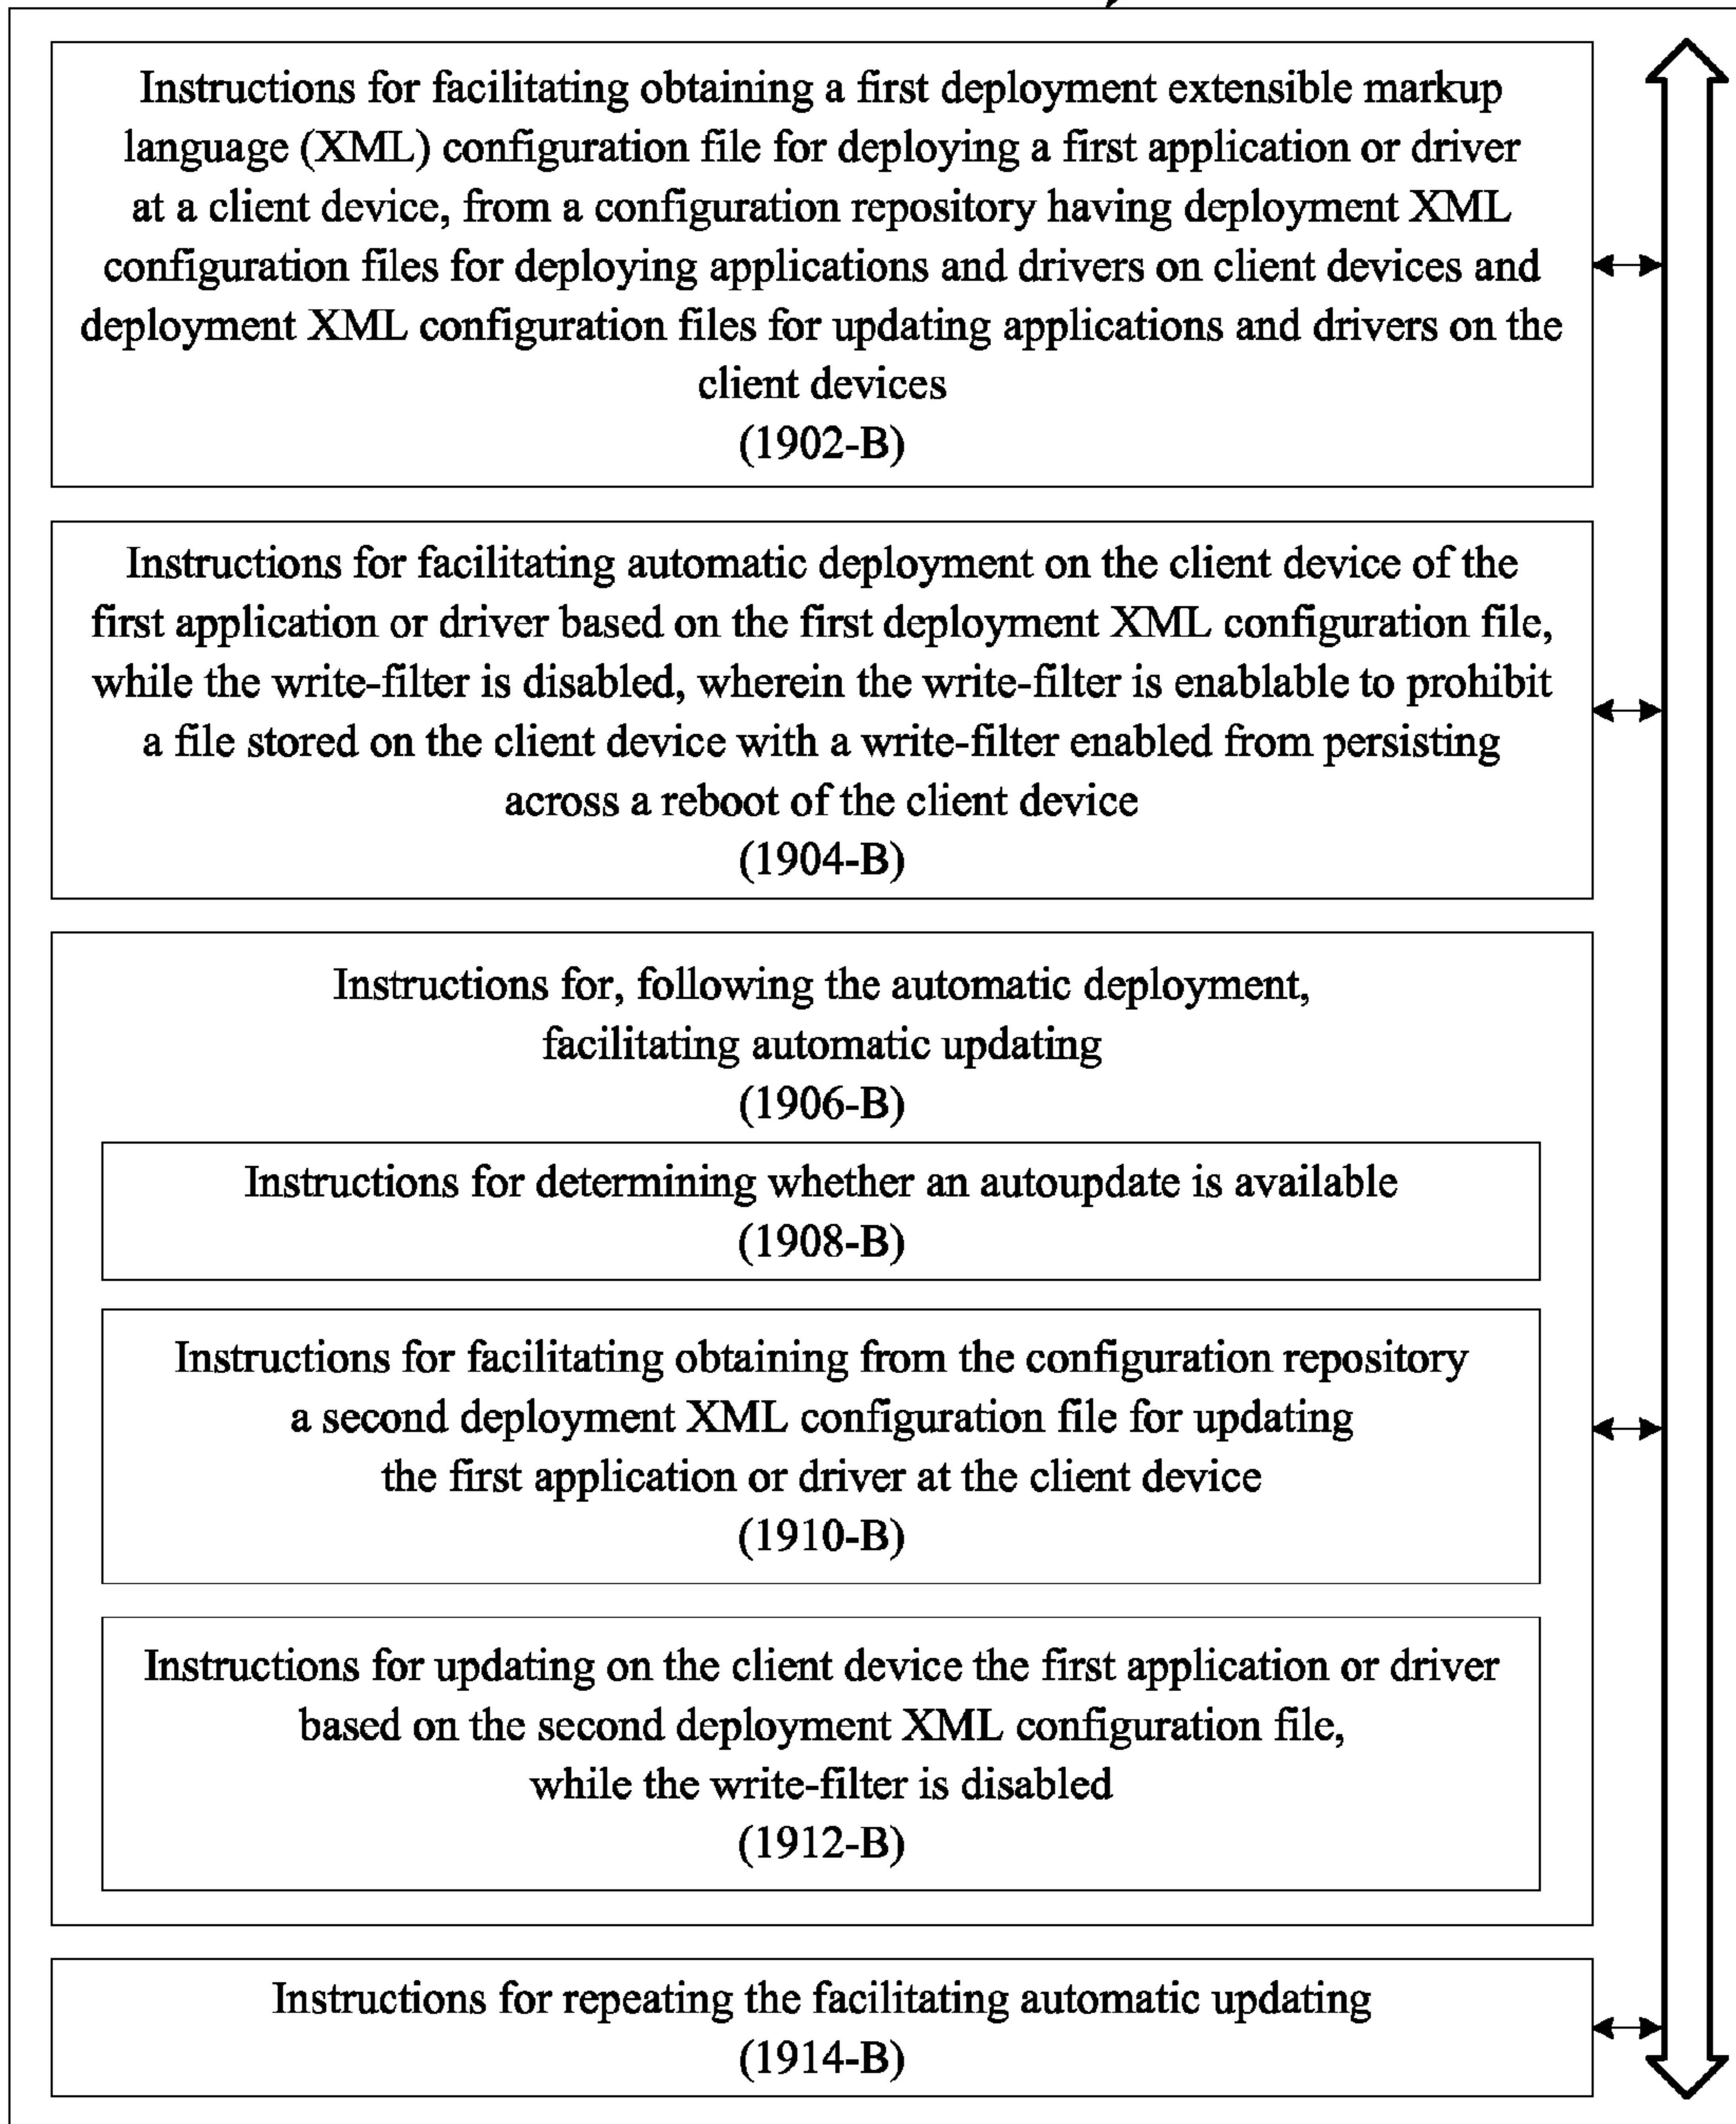 Instructions for facilitating obtaining a first deployment extensible markup
language (XML) configuration file for deploying a first application or driver
at a client device, from a configuration repository having deployment XML
configuration files for deploying applications and drivers on client devices and
deployment XML configuration files for updating applications and drivers on the
client devices
(1902-B)
Instructions for facilitating automatic deployment on the client device of the
first application or driver based on the first deployment XML configuration file,
while the write-filter is disabled, wherein the write-filter is enablable to prohibit
a file stored on the client device with a write-filter enabled from persisting
across a reboot of the client device
(1904-B)
Instructions for, following the automatic deployment,
facilitating automatic updating
(1906-B)
Instructions for determining whether an autoupdate is available
(1908-B)
Instructions for facilitating obtaining from the configuration repository
a second deployment XML configuration file for updating
the first application or driver at the client device
(1910-B)
Instructions for updating on the client device the first application or driver
based on the second deployment XML configuration file,
while the write-filter is disabled
(1912-B)
Instructions for repeating the facilitating automatic updating
(1914-B)